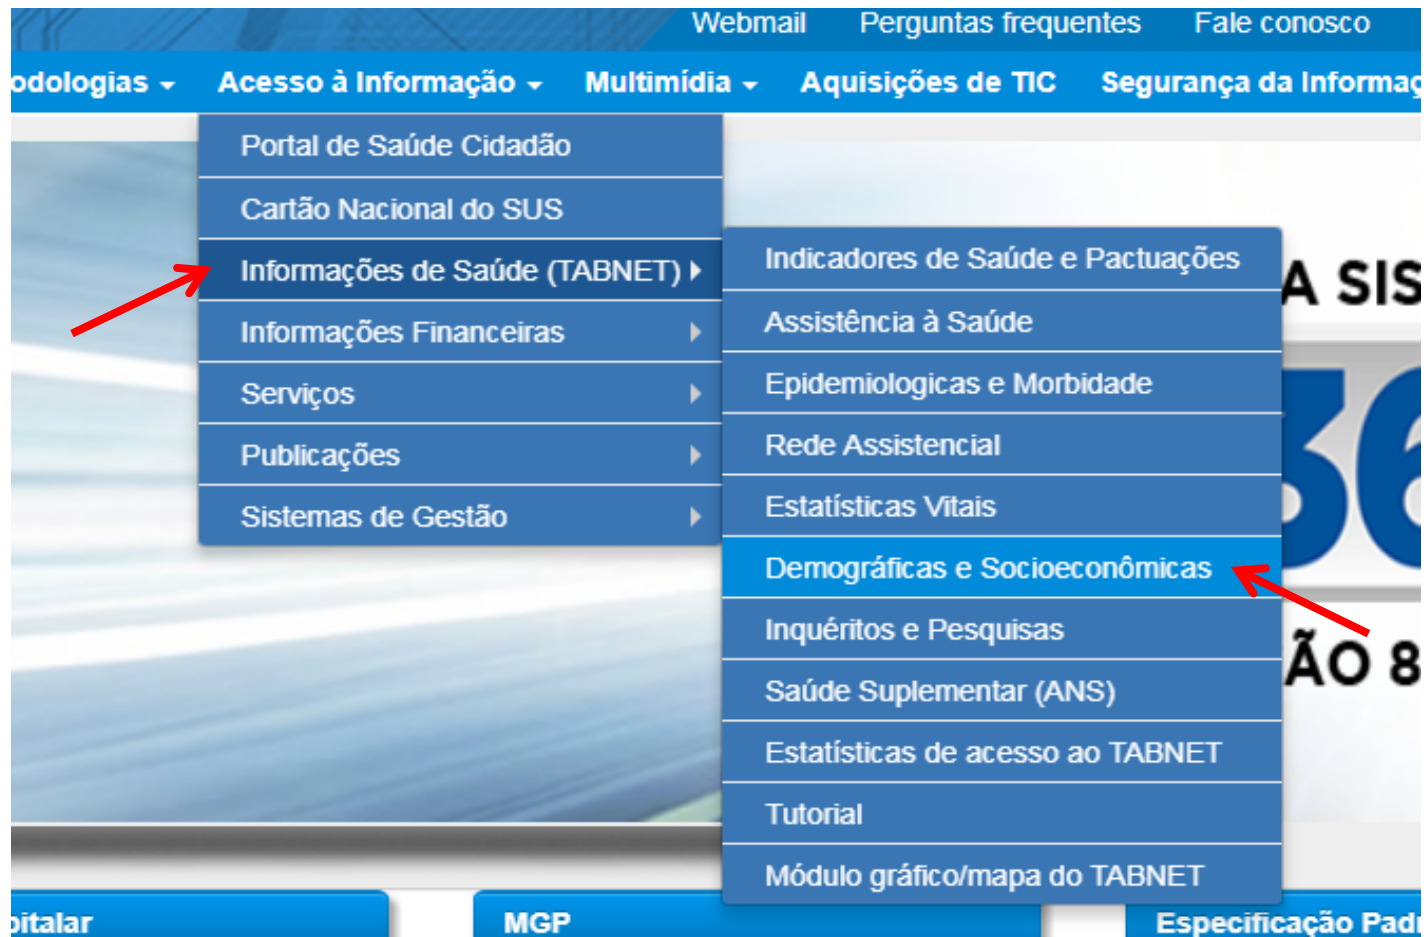 Webmail Perguntas frequentes Fale conosco
odologias Acesso à Informação Multimídia Aquisições de TIC Segurança da Informaç
Portal de Saúde Cidadão
Cartão Nacional do SUS
Informações de Saúde (TABNET)
Informações Financeiras
Serviços
Publicações
Sistemas de Gestão
Indicadores de Saúde e Pactuações
Assistência à Saúde
Epidemiologicas e Morbidade
Rede Assistencial
Estatísticas Vitais
Demográficas e Socioeconômicas
Inquéritos e Pesquisas
Saúde Suplementar (ANS)
Estatísticas de acesso ao TABNET
Tutorial
Módulo gráfico/mapa do TABNET
A SIS
36
ÃO 8
pitalar MGP Especificação Padr